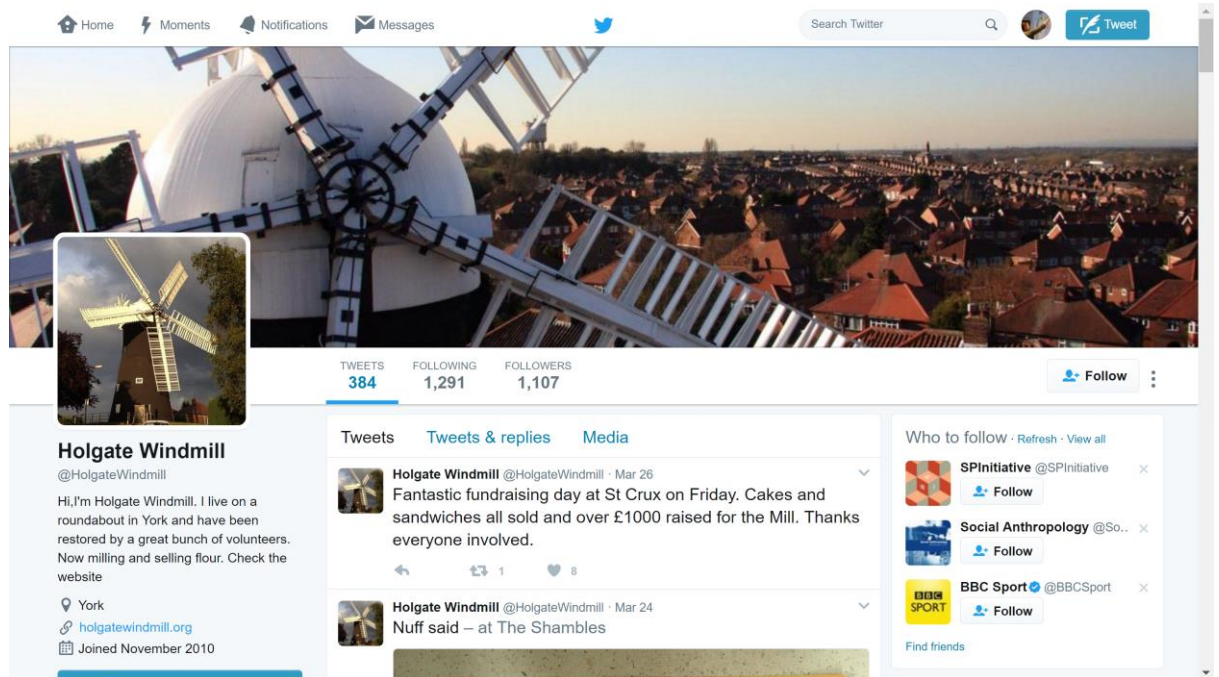 Home Moments Notifications Messages Search Twitter Tweet
TWEETS FOLLOWING FOLLOWERS
384 1,291 1,107
Follow
Holgate Windmill
@HolgateWindmill
Hi,I'm Holgate Windmill. I live on a
roundabout in York and have been
restored by a great bunch of volunteers.
Now milling and selling flour. Check the
website
York
holgatewindmill.org
Joined November 2010
Tweets Tweets & replies Media
Holgate Windmill @HolgateWindmill · Mar 26
Fantastic fundraising day at St Crux on Friday. Cakes and
sandwiches all sold and over £1000 raised for the Mill. Thanks
everyone involved.
1 8
Holgate Windmill @HolgateWindmill · Mar 24
Nuff said – at The Shambles
Who to follow · Refresh · View all
SPInitiative @SPInitiative
Follow
Social Anthropology @So..
Follow
BBC Sport @BBCSport
BBC
SPORT
Follow
Find friends